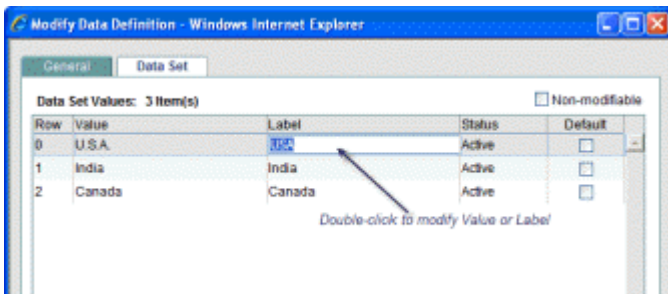 Modify Data Definition - Windows Internet Explorer
General Data Set
Data Set Values: 3 Item(s) Non-modifiable
Row Value Label Status Default
0 U.S.A. USA Active
1 India India Active
2 Canada Canada Active
Double-click to modify Value or Label